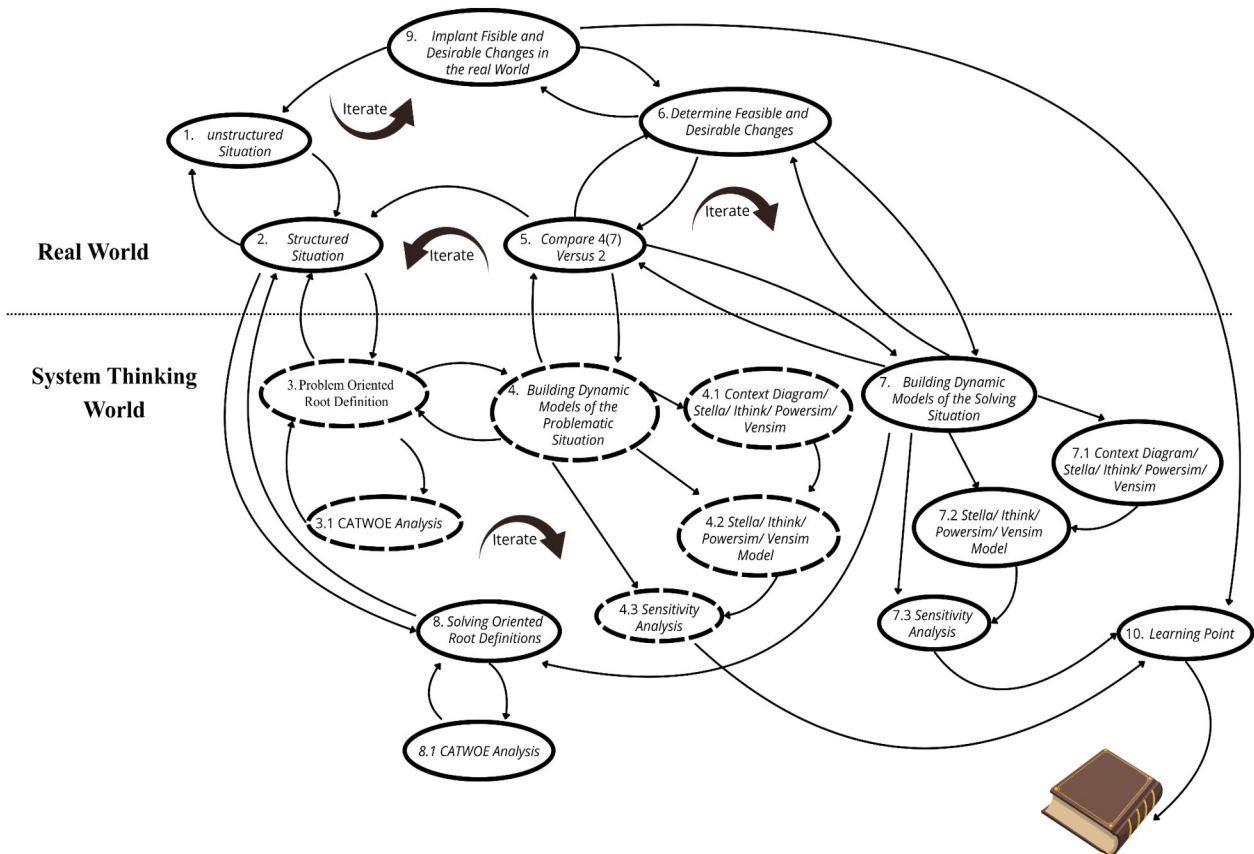 9. Implant Fisible and
Desirable Changes in
the real World
Iterate
6. Determine Feasible and
Desirable Changes
1. unstructured
Situation
Iterate
Real World
2. Structured
Situation
Iterate
5. Compare 4(7)
Versus 2
System Thinking
World
3. Problem Oriented
Root Definition
4. Building Dynamic
Models of the
Problematic
Situation
4.1 Context Diagram/
Stella/ Ithink/ Powersim/
Vensim
7. Building Dynamic
Models of the Solving
Situation
7.1 Context Diagram/
Stella/ Ithink/ Powersim/
Vensim
3.1 CATWOE Analysis
Iterate
4.2 Stella/ Ithink/
Powersim/ Vensim
Model
7.2 Stella/ Ithink/
Powersim/ Vensim
Model
4.3 Sensitivity
Analysis
7.3 Sensitivity
Analysis
8. Solving Oriented
Root Definitions
10. Learning Point
8.1 CATWOE Analysis